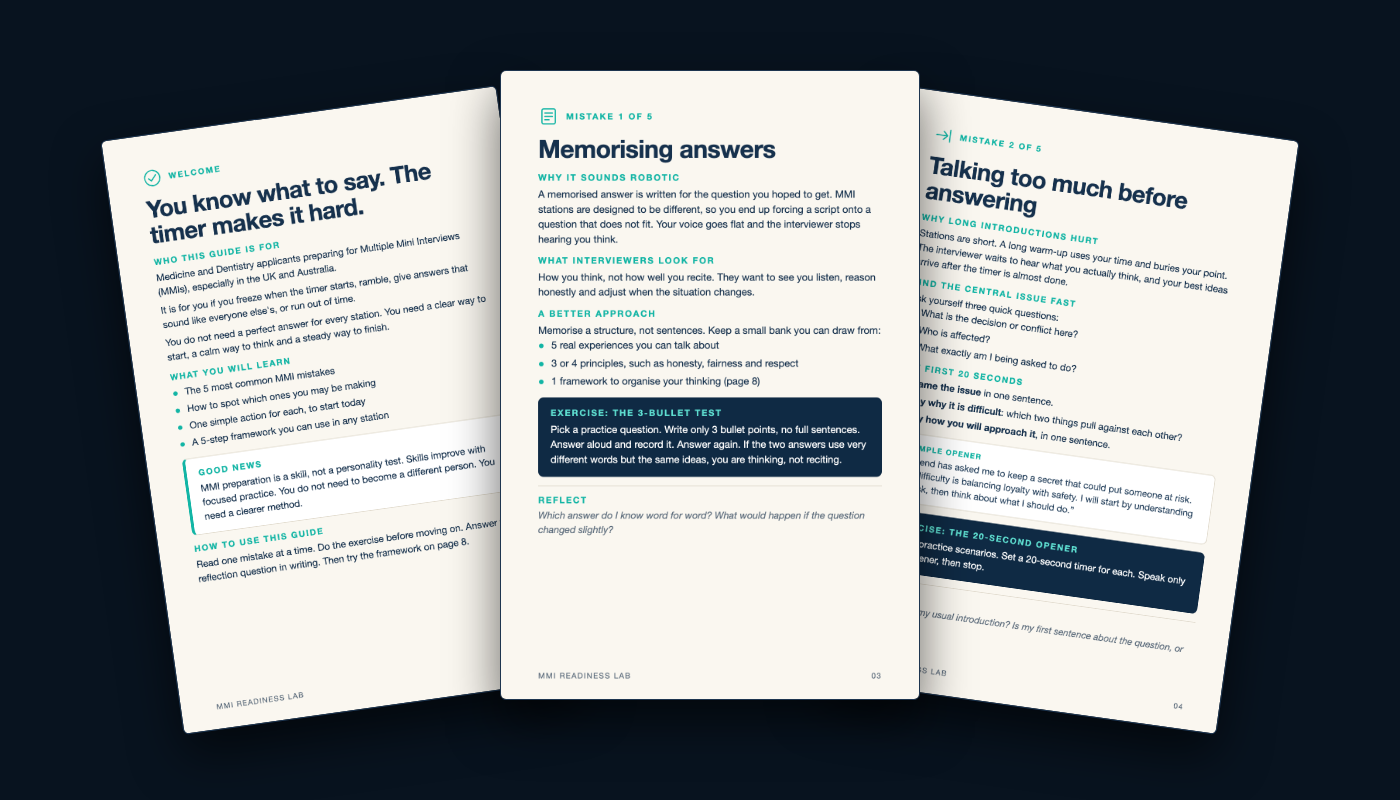 WELCOME
You know what to say. The
timer makes it hard.
WHO THIS GUIDE IS FOR
Medicine and Dentistry applicants preparing for Multiple Mini Interviews
(MMIs), especially in the UK and Australia.
It is for you if you freeze when the timer starts, ramble, give answers that
sound like everyone else's, or run out of time.
You do not need a perfect answer for every station. You need a clear way to
start, a calm way to think and a steady way to finish.
WHAT YOU WILL LEARN
The 5 most common MMI mistakes
How to spot which ones you may be making
One simple action for each, to start today
A 5-step framework you can use in any station
GOOD NEWS
MMI preparation is a skill, not a personality test. Skills improve with
focused practice. You do not need to become a different person. You
need a clearer method.
HOW TO USE THIS GUIDE
Read one mistake at a time. Do the exercise before moving on. Answer
reflection question in writing. Then try the framework on page 8.
MMI READINESS LAB
MISTAKE 1 OF 5
Memorising answers
WHY IT SOUNDS ROBOTIC
A memorised answer is written for the question you hoped to get. MMI
stations are designed to be different, so you end up forcing a script onto a
question that does not fit. Your voice goes flat and the interviewer stops
hearing you think.
WHAT INTERVIEWERS LOOK FOR
How you think, not how well you recite. They want to see you listen, reason
honestly and adjust when the situation changes.
A BETTER APPROACH
Memorise a structure, not sentences. Keep a small bank you can draw from:
5 real experiences you can talk about
3 or 4 principles, such as honesty, fairness and respect
1 framework to organise your thinking (page 8)
EXERCISE: THE 3-BULLET TEST
Pick a practice question. Write only 3 bullet points, no full sentences.
Answer aloud and record it. Answer again. If the two answers use very
different words but the same ideas, you are thinking, not reciting.
REFLECT
Which answer do I know word for word? What would happen if the question
changed slightly?
MMI READINESS LAB
03
MISTAKE 2 OF 5
Talking too much before
answering
WHY LONG INTRODUCTIONS HURT
Stations are short. A long warm-up uses your time and buries your point.
The interviewer waits to hear what you actually think, and your best ideas
after the timer is almost done.
THE CENTRAL ISSUE FAST
yourself three quick questions:
What is the decision or conflict here?
Who is affected?
What exactly am I being asked to do?
FIRST 20 SECONDS
the issue in one sentence.
why it is difficult: which two things pull against each other?
how you will approach it, in one sentence.
OPENER
has asked me to keep a secret that could put someone at risk.
is balancing loyalty with safety. I will start by understanding
then think about what I should do."
THE 20-SECOND OPENER
practice scenarios. Set a 20-second timer for each. Speak only
then stop.
my usual introduction? Is my first sentence about the question, or
LAB
04